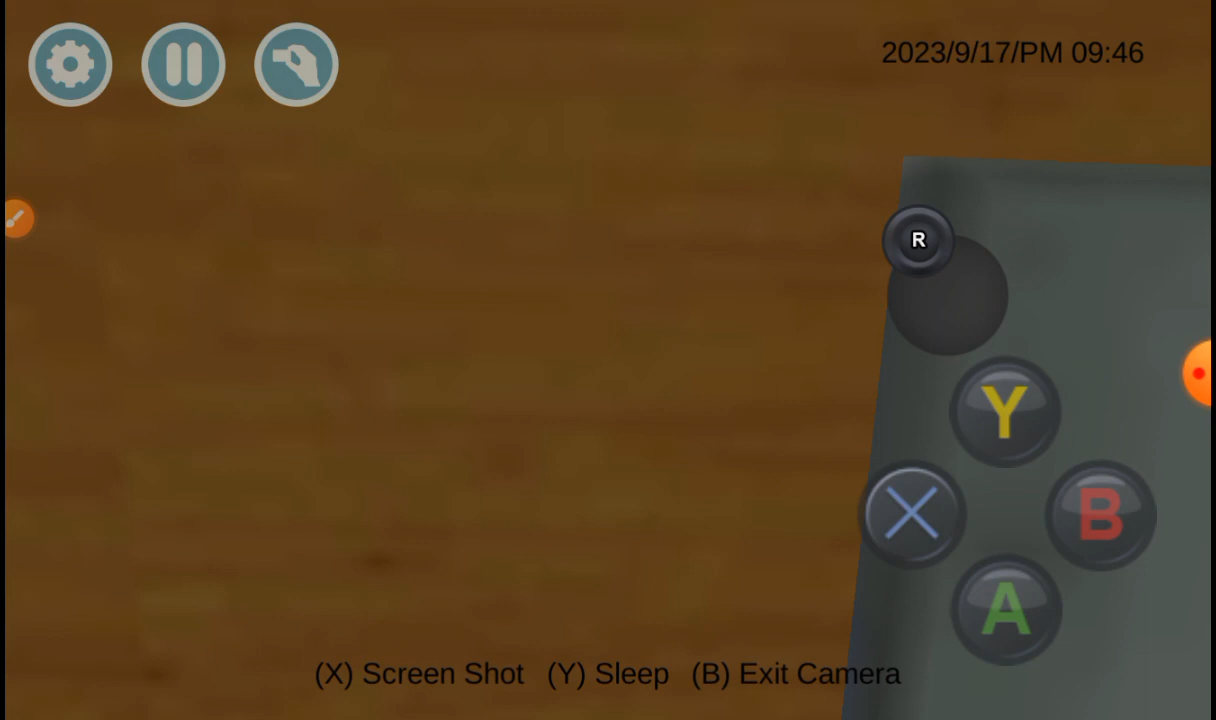 2023/9/17/PM 09:46
R
Y
X
B
A
(X) Screen Shot (Y) Sleep (B) Exit Camera